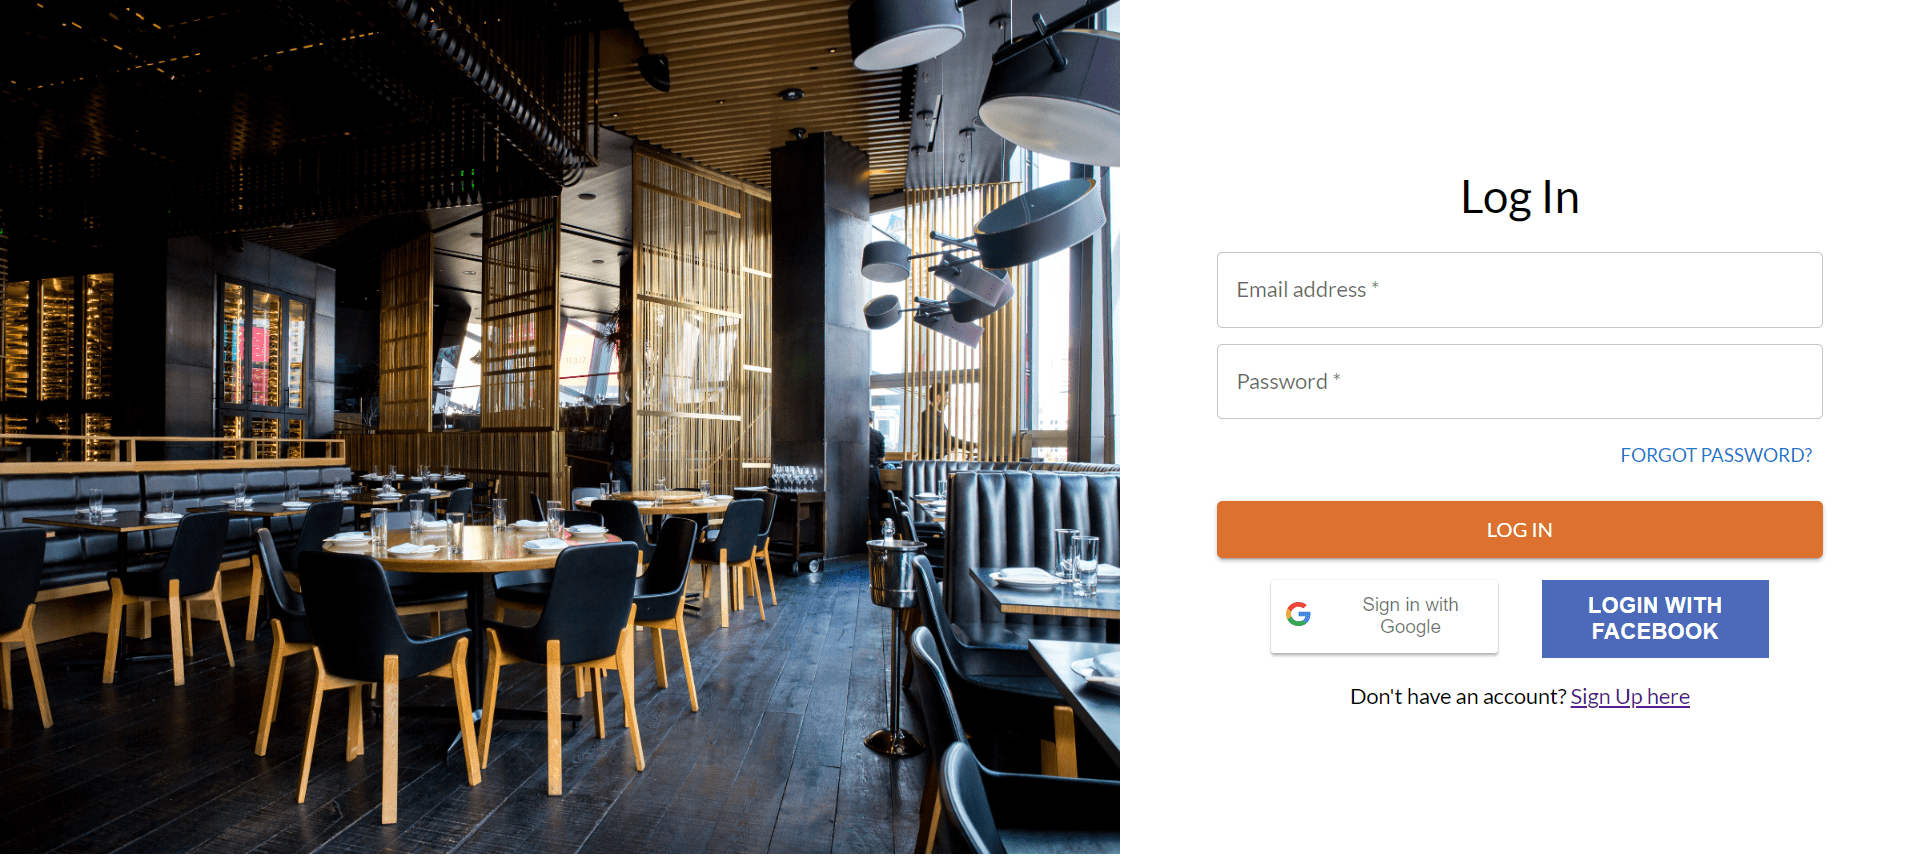 Log In
Email address *
Password *
FORGOT PASSWORD?
LOG IN
Sign in with
Google
LOGIN WITH
FACEBOOK
Don't have an account? Sign Up here